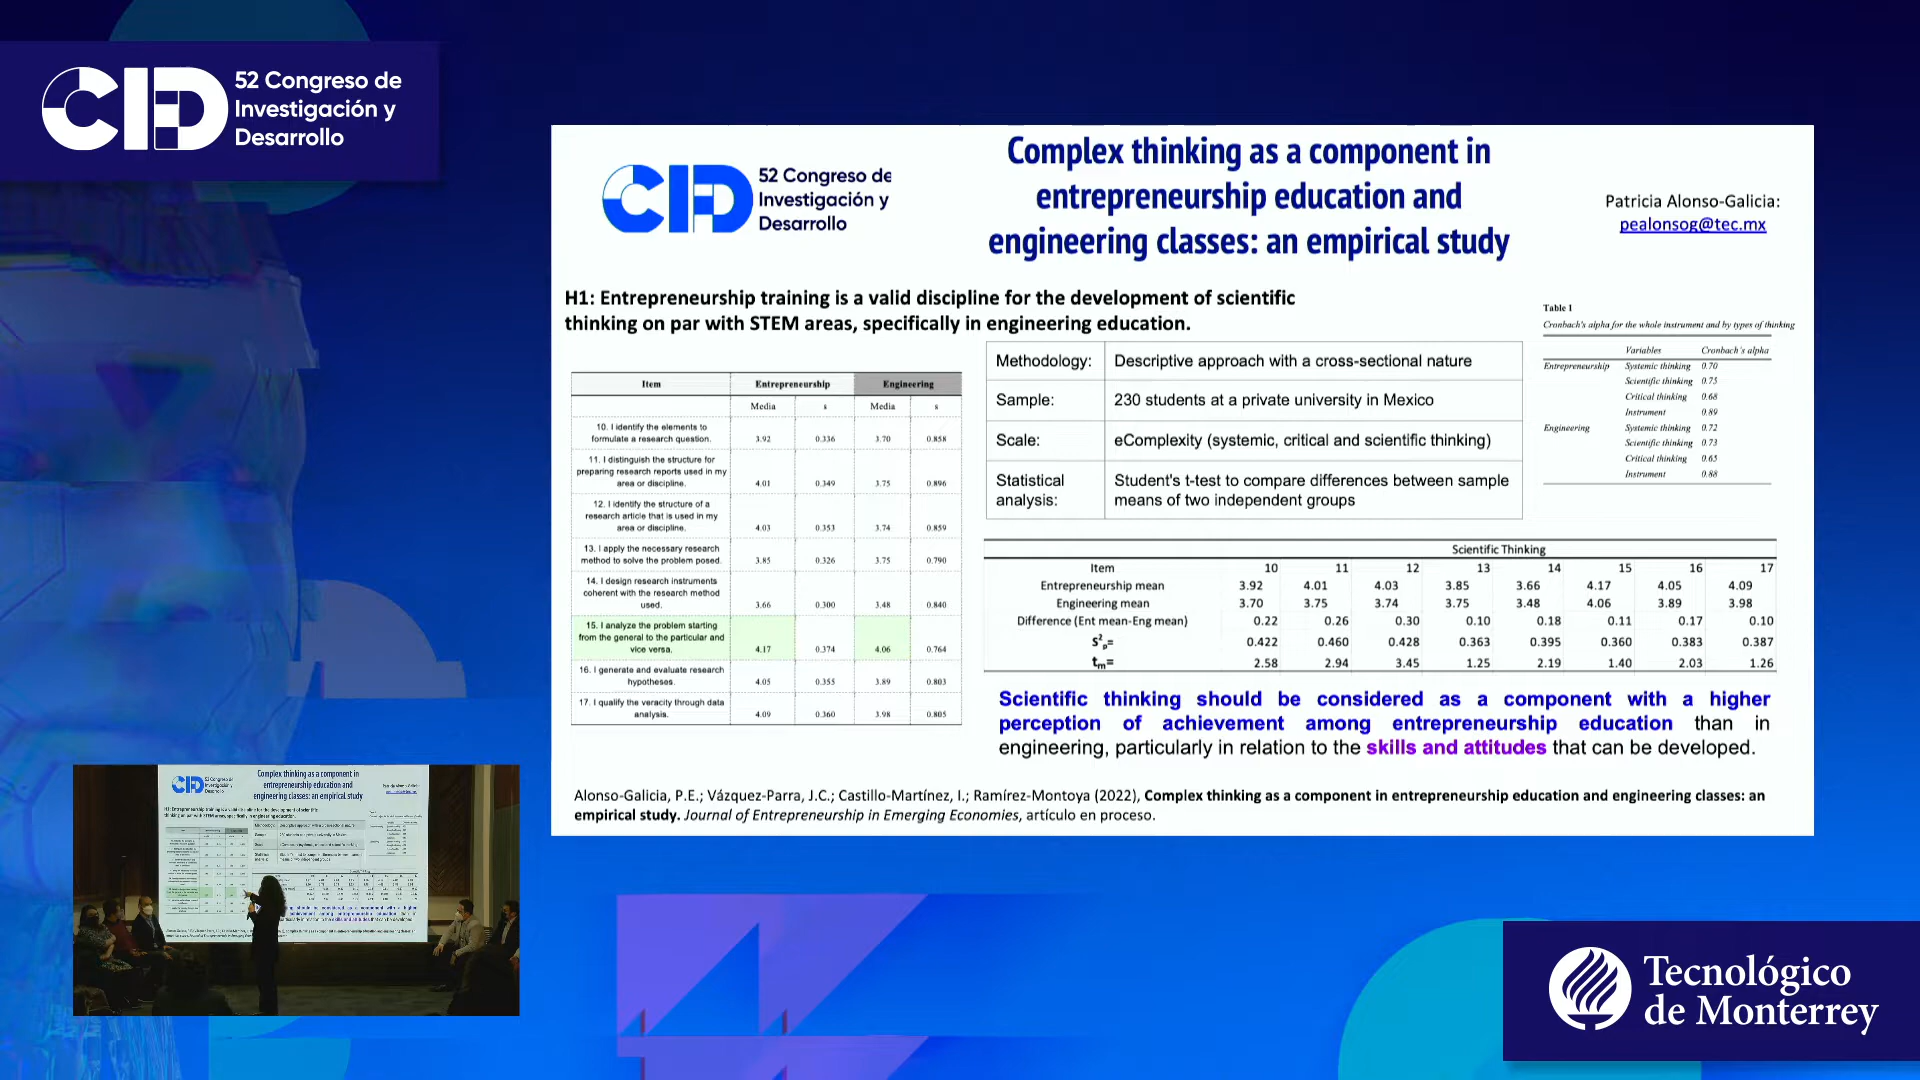 CID
52 Congreso de
Investigación y
Desarrollo
CID
52 Congreso de
Investigación y
Desarrollo
Complex thinking as a component in
entrepreneurship education and
engineering classes: an empirical study
Patricia Alonso-Galicia:
pealonsog@tec.mx
H1: Entrepreneurship training is a valid discipline for the development of scientific
thinking on par with STEM areas, specifically in engineering education.
Item Entrepreneurship Engineering
Media s Media s
10. I identify the elements to
formulate a research question. 3.92 0.336 3.70 0.858
11. I distinguish the structure for
preparing research reports used in my
area or discipline. 4.01 0.349 3.75 0.896
12. I identify the structure of a
research article that is used in my
area or discipline. 4.03 0.353 3.74 0.859
13. I apply the necessary research
method to solve the problem posed. 3.85 0.326 3.75 0.790
14. I design research instruments
coherent with the research method
used. 3.66 0.300 3.48 0.840
15. I analyze the problem starting
from the general to the particular and
vice versa. 4.17 0.374 4.06 0.764
16. I generate and evaluate research
hypotheses. 4.05 0.355 3.89 0.803
17. I qualify the veracity through data
analysis. 4.09 0.360 3.98 0.805
Methodology: Descriptive approach with a cross-sectional nature
Sample: 230 students at a private university in Mexico
Scale: eComplexity (systemic, critical and scientific thinking)
Statistical analysis: Student's t-test to compare differences between sample
means of two independent groups
Table 1
Cronbach's alpha for the whole instrument and by types of thinking
Variables Cronbach's alpha
Entrepreneurship Systemic thinking 0.70
Scientific thinking 0.75
Critical thinking 0.68
Instrument 0.89
Engineering Systemic thinking 0.72
Scientific thinking 0.73
Critical thinking 0.65
Instrument 0.88
Scientific Thinking
Item 10 11 12 13 14 15 16 17
Entrepreneurship mean 3.92 4.01 4.03 3.85 3.66 4.17 4.05 4.09
Engineering mean 3.70 3.75 3.74 3.75 3.48 4.06 3.89 3.98
Difference (Ent mean-Eng mean) 0.22 0.26 0.30 0.10 0.18 0.11 0.17 0.10
s²ₚ= 0.422 0.460 0.428 0.363 0.395 0.360 0.383 0.387
tₘ= 2.58 2.94 3.45 1.25 2.19 1.40 2.03 1.26
Scientific thinking should be considered as a component with a higher
perception of achievement among entrepreneurship education than in
engineering, particularly in relation to the skills and attitudes that can be developed.
Alonso-Galicia, P.E.; Vázquez-Parra, J.C.; Castillo-Martínez, I.; Ramírez-Montoya (2022), Complex thinking as a component in entrepreneurship education and engineering classes: an
empirical study. Journal of Entrepreneurship in Emerging Economies, artículo en proceso.
Tecnológico
de Monterrey